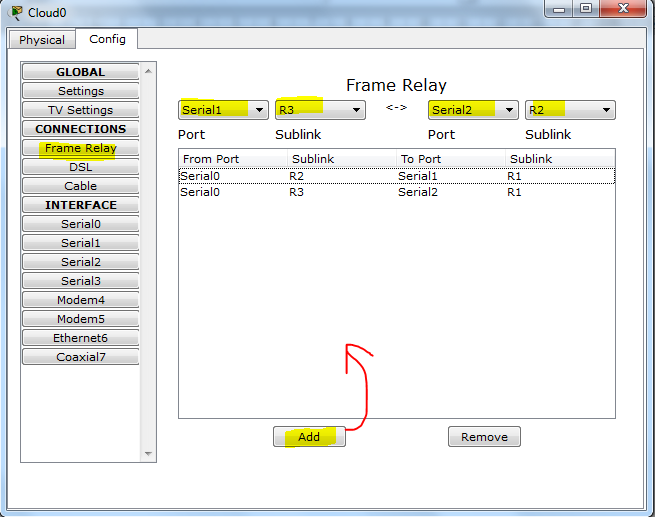 Cloud0
Physical Config
GLOBAL
Settings
TV Settings
CONNECTIONS
Frame Relay
DSL
Cable
INTERFACE
Serial0
Serial1
Serial2
Serial3
Modem4
Modem5
Ethernet6
Coaxial7
Frame Relay
Serial1 R3 <-> Serial2 R2
Port Sublink Port Sublink
From Port Sublink To Port Sublink
Serial0 R2 Serial1 R1
Serial0 R3 Serial2 R1
Add Remove